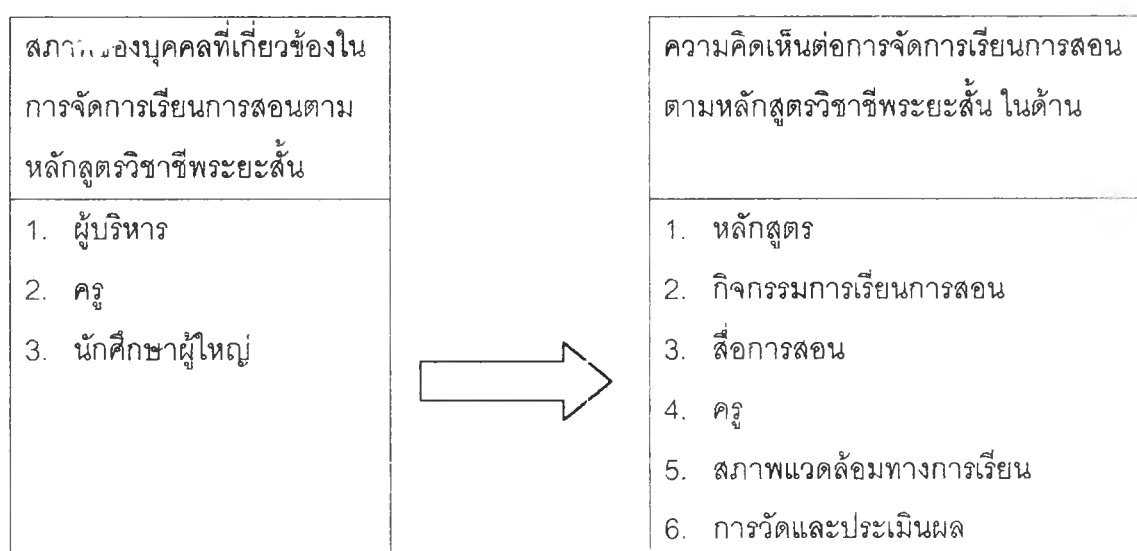 สภาพของบุคคลที่เกี่ยวข้องใน
การจัดการเรียนการสอนตาม
หลักสูตรวิชาชีพระยะสั้น
1. ผู้บริหาร
2. ครู
3. นักศึกษาผู้ใหญ่
ความคิดเห็นต่อการจัดการเรียนการสอน
ตามหลักสูตรวิชาชีพระยะสั้น ในด้าน
1. หลักสูตร
2. กิจกรรมการเรียนการสอน
3. สื่อการสอน
4. ครู
5. สภาพแวดล้อมทางการเรียน
6. การวัดและประเมินผล